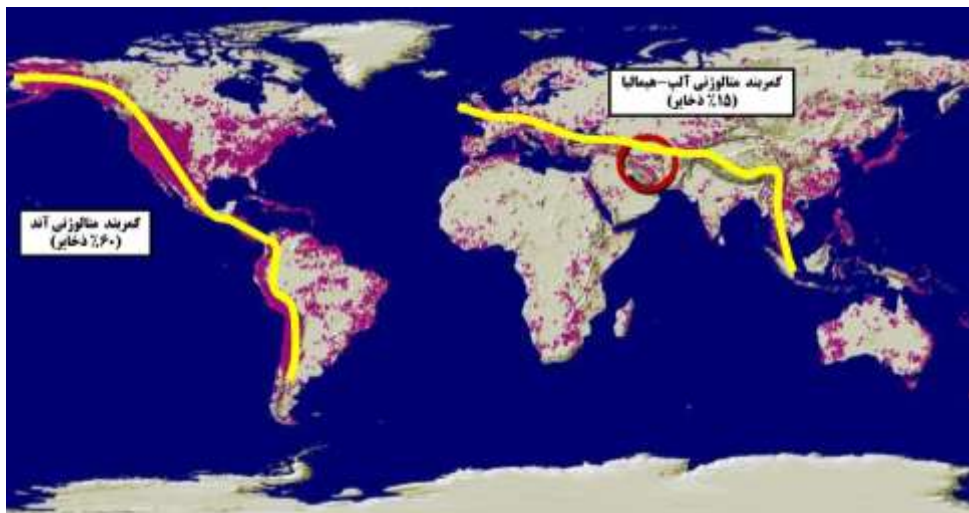 کمربند متالوژنی آلپ-هیمالیا
(۱۵٪ ذخایر)
کمربند متالوژنی آند
(۶۰٪ ذخایر)